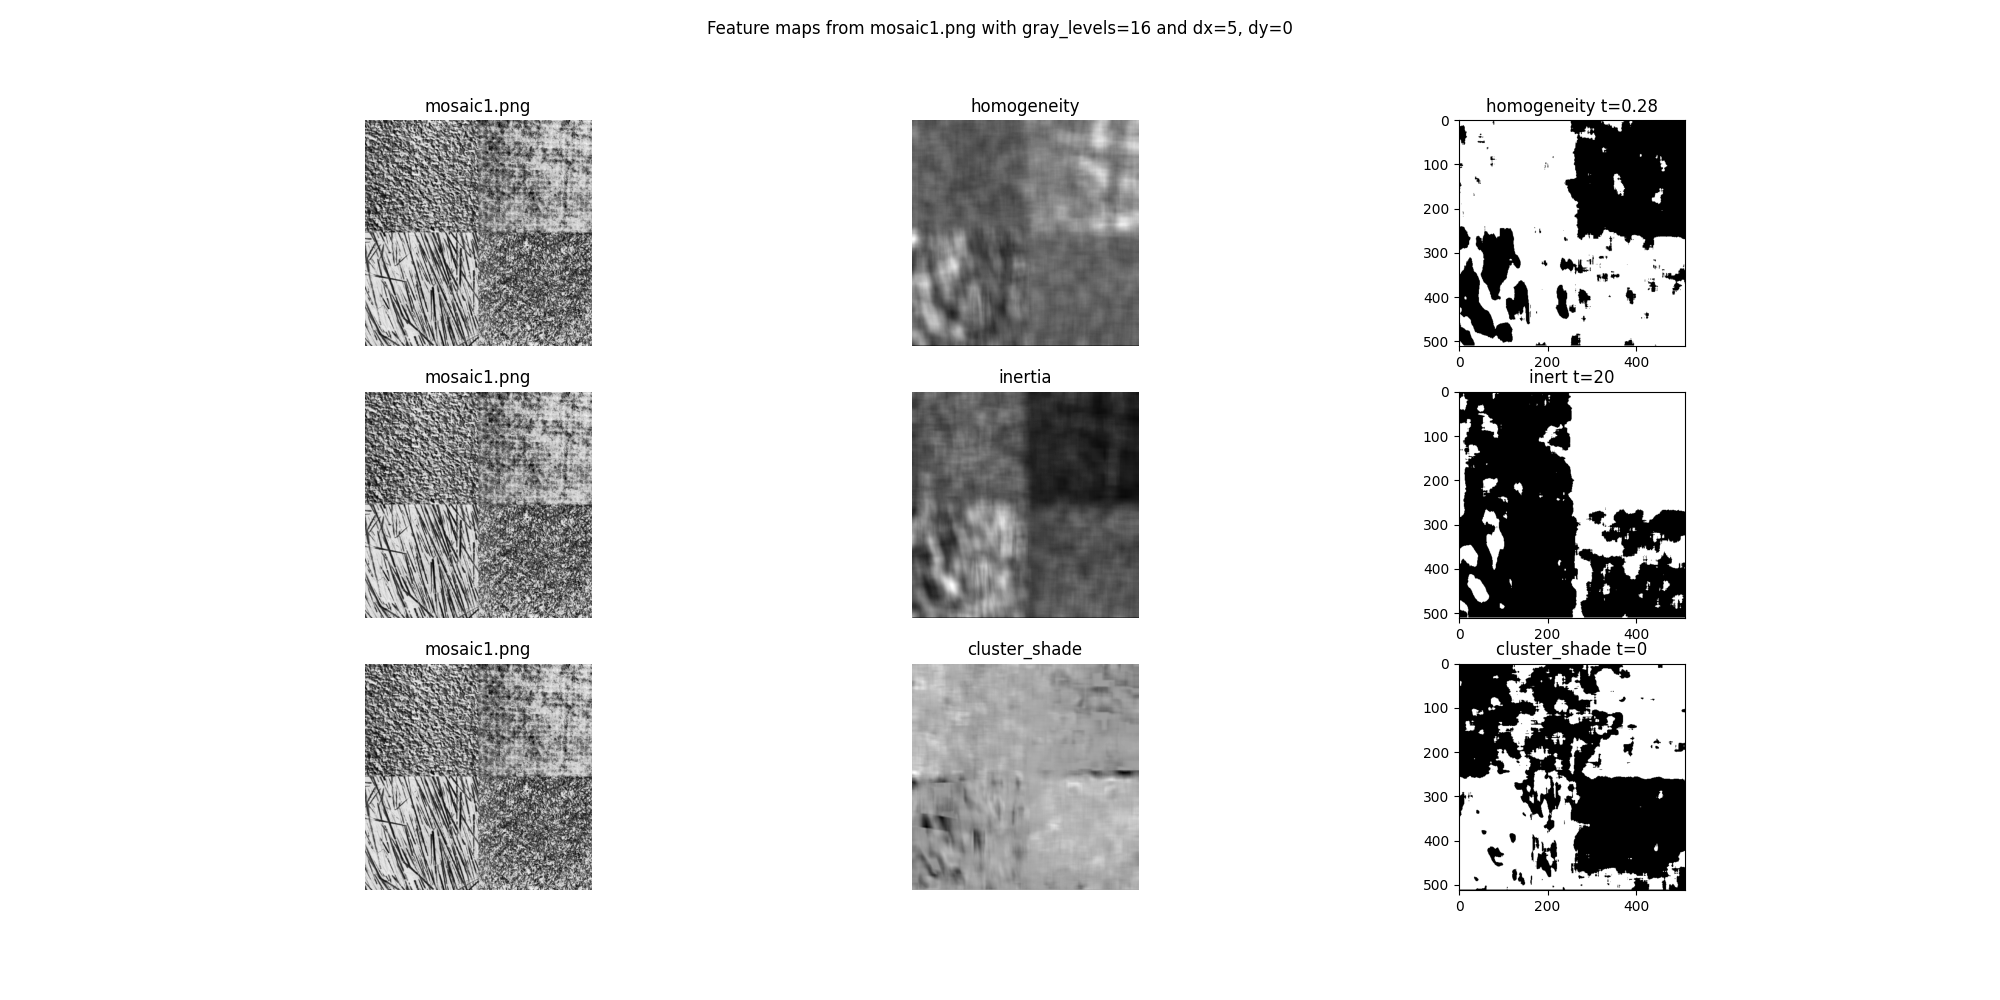 Feature maps from mosaic1.png with gray_levels=16 and dx=5, dy=0
mosaic1.png
homogeneity
homogeneity t=0.28
0
100
200
300
400
500
0 200 400
mosaic1.png
inertia
inert t=20
0
100
200
300
400
500
0 200 400
mosaic1.png
cluster_shade
cluster_shade t=0
0
100
200
300
400
500
0 200 400